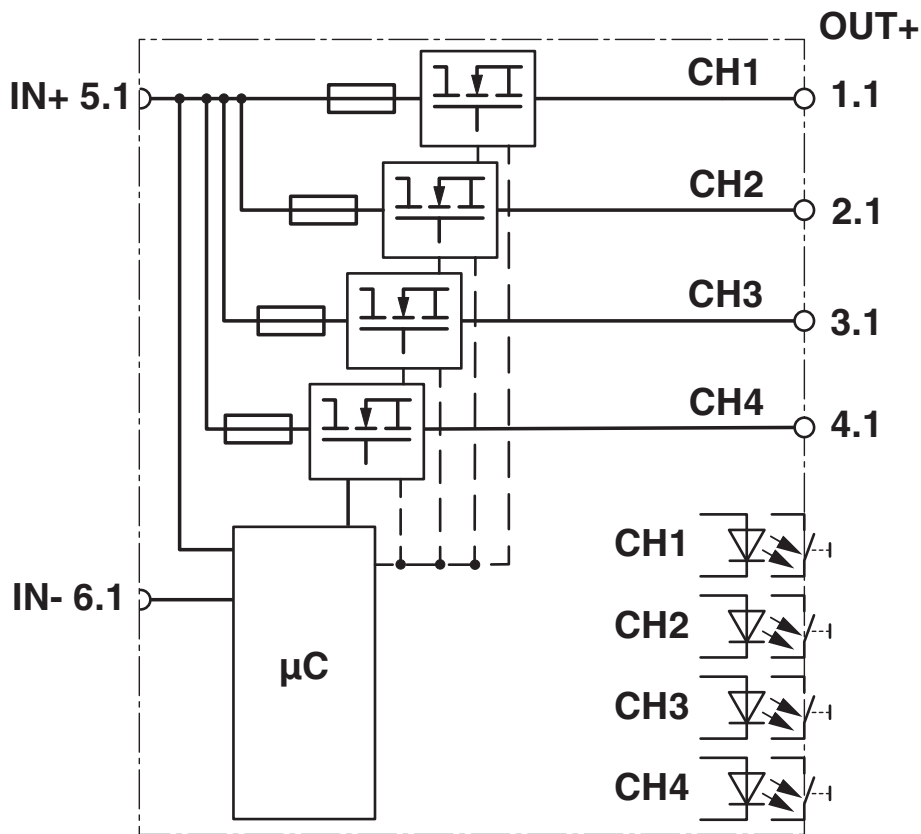 OUT+
IN+ 5.1
CH1
1.1
CH2
2.1
CH3
3.1
CH4
4.1
CH1
IN- 6.1
CH2
µC
CH3
CH4